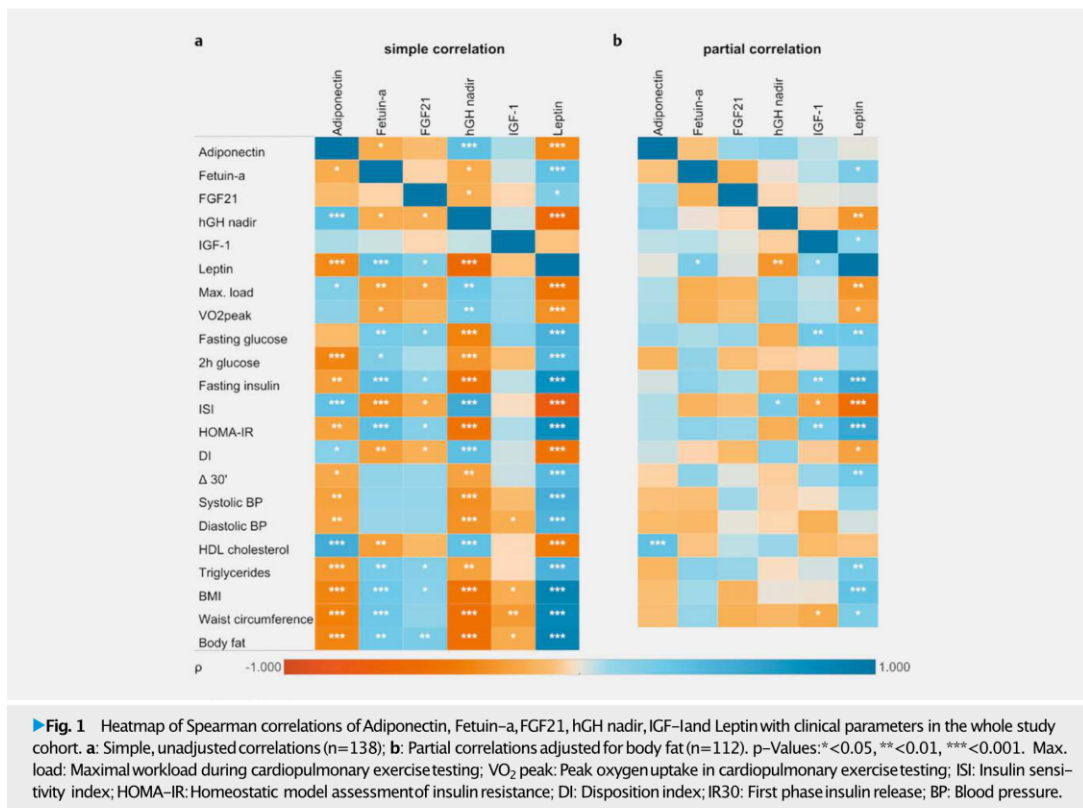 a
simple correlation
Adiponectin Fetuin-a FGF21 hGH nadir IGF-1 Leptin
b
partial correlation
Adiponectin Fetuin-a FGF21 hGH nadir IGF-1 Leptin
Adiponectin * *** ***
Fetuin-a * * *** *
FGF21 * *
hGH nadir *** * * *** **
IGF-1 *
Leptin *** *** * *** * ** *
Max. load * ** * ** *** **
VO2peak * ** *** *
Fasting glucose ** * *** *** ** **
2h glucose *** * *** ***
Fasting insulin ** *** * *** *** ** ***
ISI *** *** * *** *** * * ***
HOMA-IR ** *** * *** *** ** ***
DI * ** * *** *** *
Δ 30' * ** *** **
Systolic BP ** *** ***
Diastolic BP ** *** * ***
HDL cholesterol *** ** *** *** ***
Triglycerides *** ** * ** *** **
BMI *** *** * *** * *** ***
Waist circumference *** *** *** ** *** * *
Body fat *** ** ** *** * ***
ρ -1.000 1.000
▶Fig. 1 Heatmap of Spearman correlations of Adiponectin, Fetuin-a, FGF21, hGH nadir, IGF-I and Leptin with clinical parameters in the whole study
cohort. a: Simple, unadjusted correlations (n=138); b: Partial correlations adjusted for body fat (n=112). p-Values:*<0.05, **<0.01, ***<0.001. Max.
load: Maximal workload during cardiopulmonary exercise testing; VO2 peak: Peak oxygen uptake in cardiopulmonary exercise testing; ISI: Insulin sensi-
tivity index; HOMA-IR: Homeostatic model assessment of insulin resistance; DI: Disposition index; IR30: First phase insulin release; BP: Blood pressure.